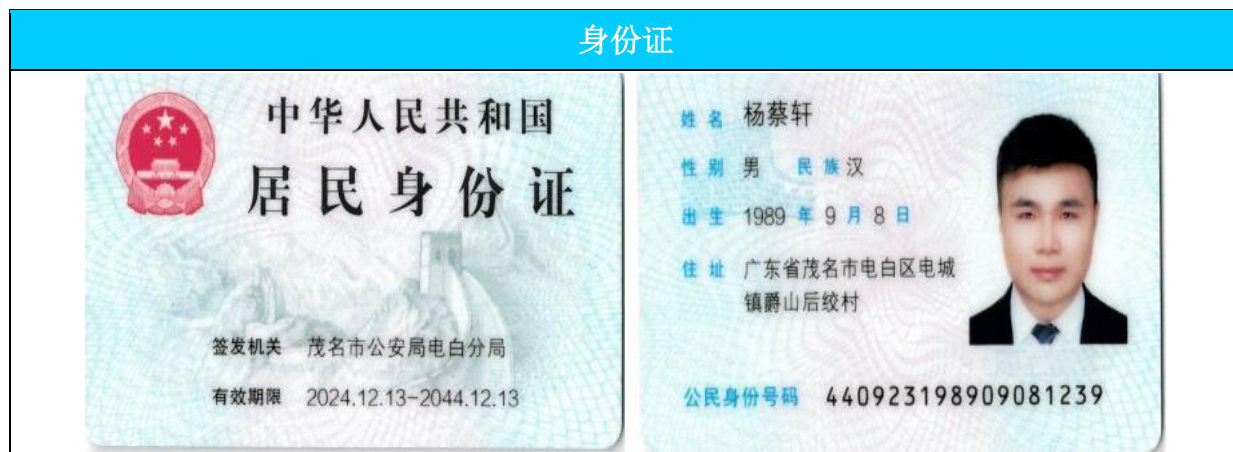 身份证
中华人民共和国
居民身份证
签发机关 茂名市公安局电白分局
有效期限 2024.12.13-2044.12.13
姓名 杨蔡轩
性别 男 民族 汉
出生 1989 年 9 月 8 日
住址 广东省茂名市电白区电城
镇爵山后绞村
公民身份号码 440923198909081239